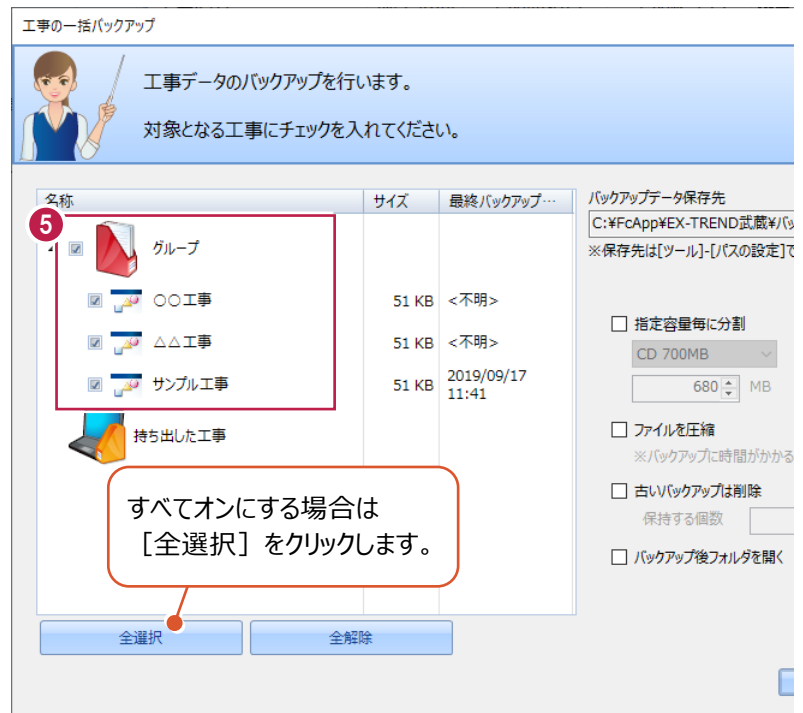 工事の一括バックアップ
工事データのバックアップを行います。
対象となる工事にチェックを入れてください。
名称 サイズ 最終バックアップ…
5
グループ
○○工事 51 KB <不明>
△△工事 51 KB <不明>
サンプル工事 51 KB 2019/09/17
11:41
持ち出した工事
すべてオンにする場合は
［全選択］をクリックします。
全選択 全解除
バックアップデータ保存先
C:¥FcApp¥EX-TREND武蔵¥バッ
※保存先は[ツール]-[パスの設定]で
指定容量毎に分割
CD 700MB
680 MB
ファイルを圧縮
※バックアップに時間がかかる
古いバックアップは削除
保持する個数
バックアップ後フォルダを開く